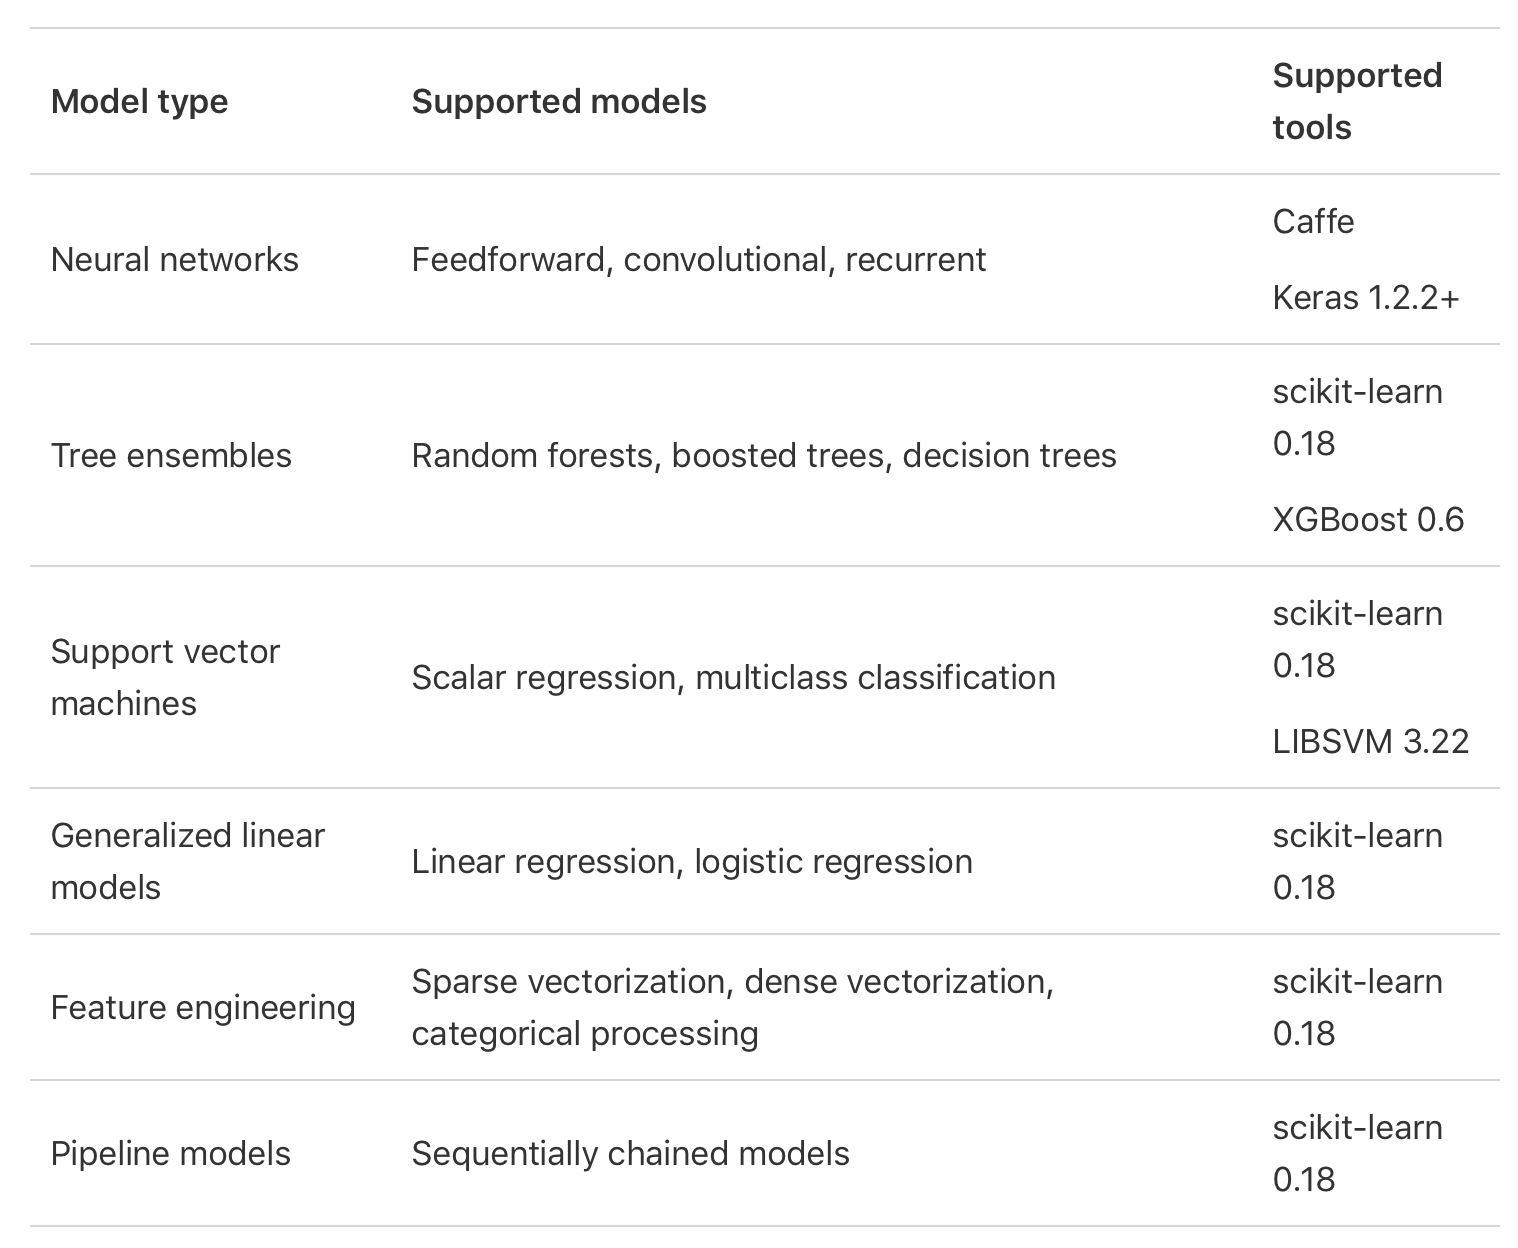 Model type
Supported models
Supported
tools
Neural networks
Feedforward, convolutional, recurrent
Caffe
Keras 1.2.2+
Tree ensembles
Random forests, boosted trees, decision trees
scikit-learn
0.18
XGBoost 0.6
Support vector
machines
Scalar regression, multiclass classification
scikit-learn
0.18
LIBSVM 3.22
Generalized linear
models
Linear regression, logistic regression
scikit-learn
0.18
Feature engineering
Sparse vectorization, dense vectorization,
categorical processing
scikit-learn
0.18
Pipeline models
Sequentially chained models
scikit-learn
0.18